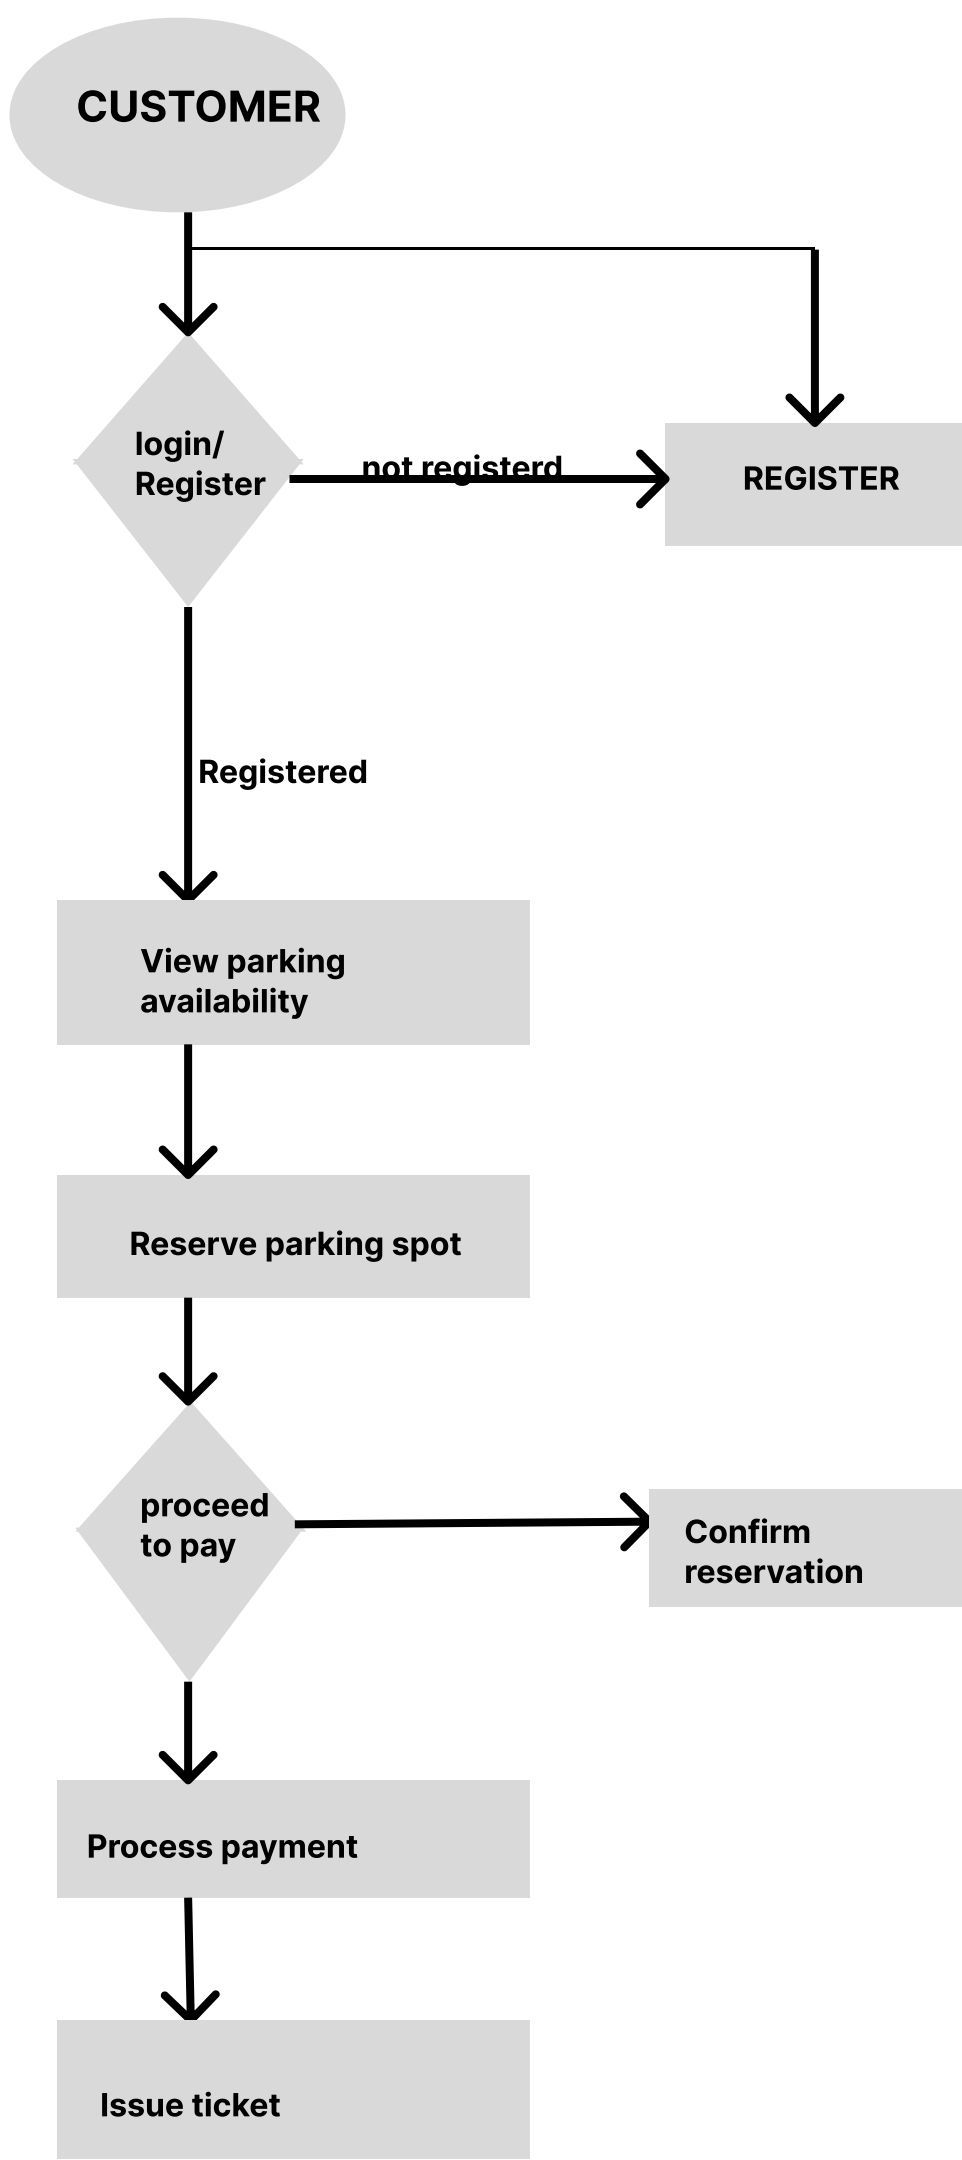 CUSTOMER
login/
Register
not registerd
REGISTER
Registered
View parking
availability
Reserve parking spot
proceed
to pay
Confirm
reservation
Process payment
Issue ticket